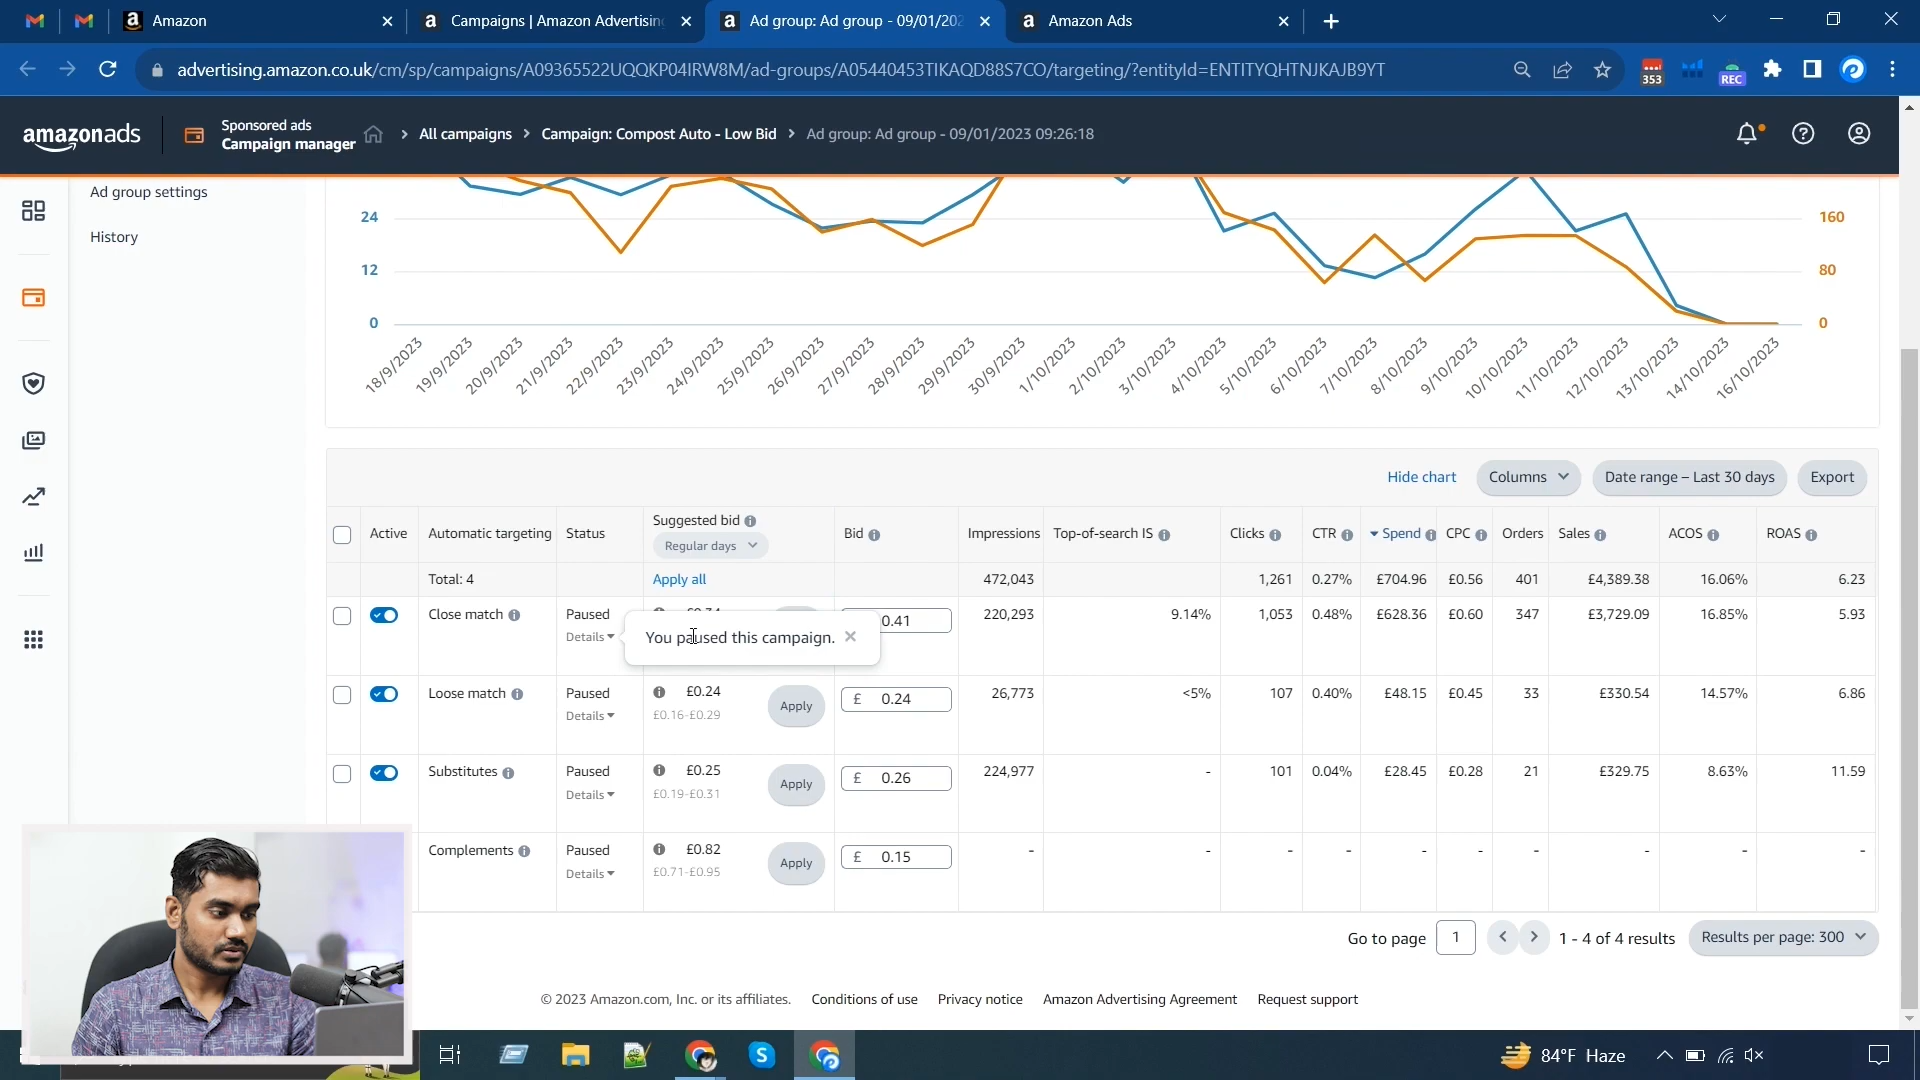 Amazon
Campaigns | Amazon Advertising
Ad group: Ad group - 09/01/202
Amazon Ads
advertising.amazon.co.uk/cm/sp/campaigns/A09365522UQQKP04IRW8M/ad-groups/A05440453TIKAQD88S7CO/targeting/?entityId=ENTITYQHTNJKAJB9YT
353
REC
amazonads
Sponsored ads
Campaign manager
All campaigns
Campaign: Compost Auto - Low Bid
Ad group: Ad group - 09/01/2023 09:26:18
Ad group settings
History
24
160
12
80
0
0
18/9/2023 19/9/2023 20/9/2023 21/9/2023 22/9/2023 23/9/2023 24/9/2023 25/9/2023 26/9/2023 27/9/2023 28/9/2023 29/9/2023 30/9/2023 1/10/2023 2/10/2023 3/10/2023 4/10/2023 5/10/2023 6/10/2023 7/10/2023 8/10/2023 9/10/2023 10/10/2023 11/10/2023 12/10/2023 13/10/2023 14/10/2023 16/10/2023
Hide chart Columns Date range – Last 30 days Export
Active Automatic targeting Status Suggested bid Bid Impressions Top-of-search IS Clicks CTR Spend CPC Orders Sales ACOS ROAS
Regular days
Total: 4 Apply all 472,043 1,261 0.27% £704.96 £0.56 401 £4,389.38 16.06% 6.23
Close match Paused 0.41 220,293 9.14% 1,053 0.48% £628.36 £0.60 347 £3,729.09 16.85% 5.93
Details
You paused this campaign.
Loose match Paused £0.24 Apply £ 0.24 26,773 <5% 107 0.40% £48.15 £0.45 33 £330.54 14.57% 6.86
Details £0.16-£0.29
Substitutes Paused £0.25 Apply £ 0.26 224,977 - 101 0.04% £28.45 £0.28 21 £329.75 8.63% 11.59
Details £0.19-£0.31
Complements Paused £0.82 Apply £ 0.15 - - - - - - - - - -
Details £0.71-£0.95
Go to page 1 1 - 4 of 4 results Results per page: 300
© 2023 Amazon.com, Inc. or its affiliates. Conditions of use Privacy notice Amazon Advertising Agreement Request support
84°F Haze